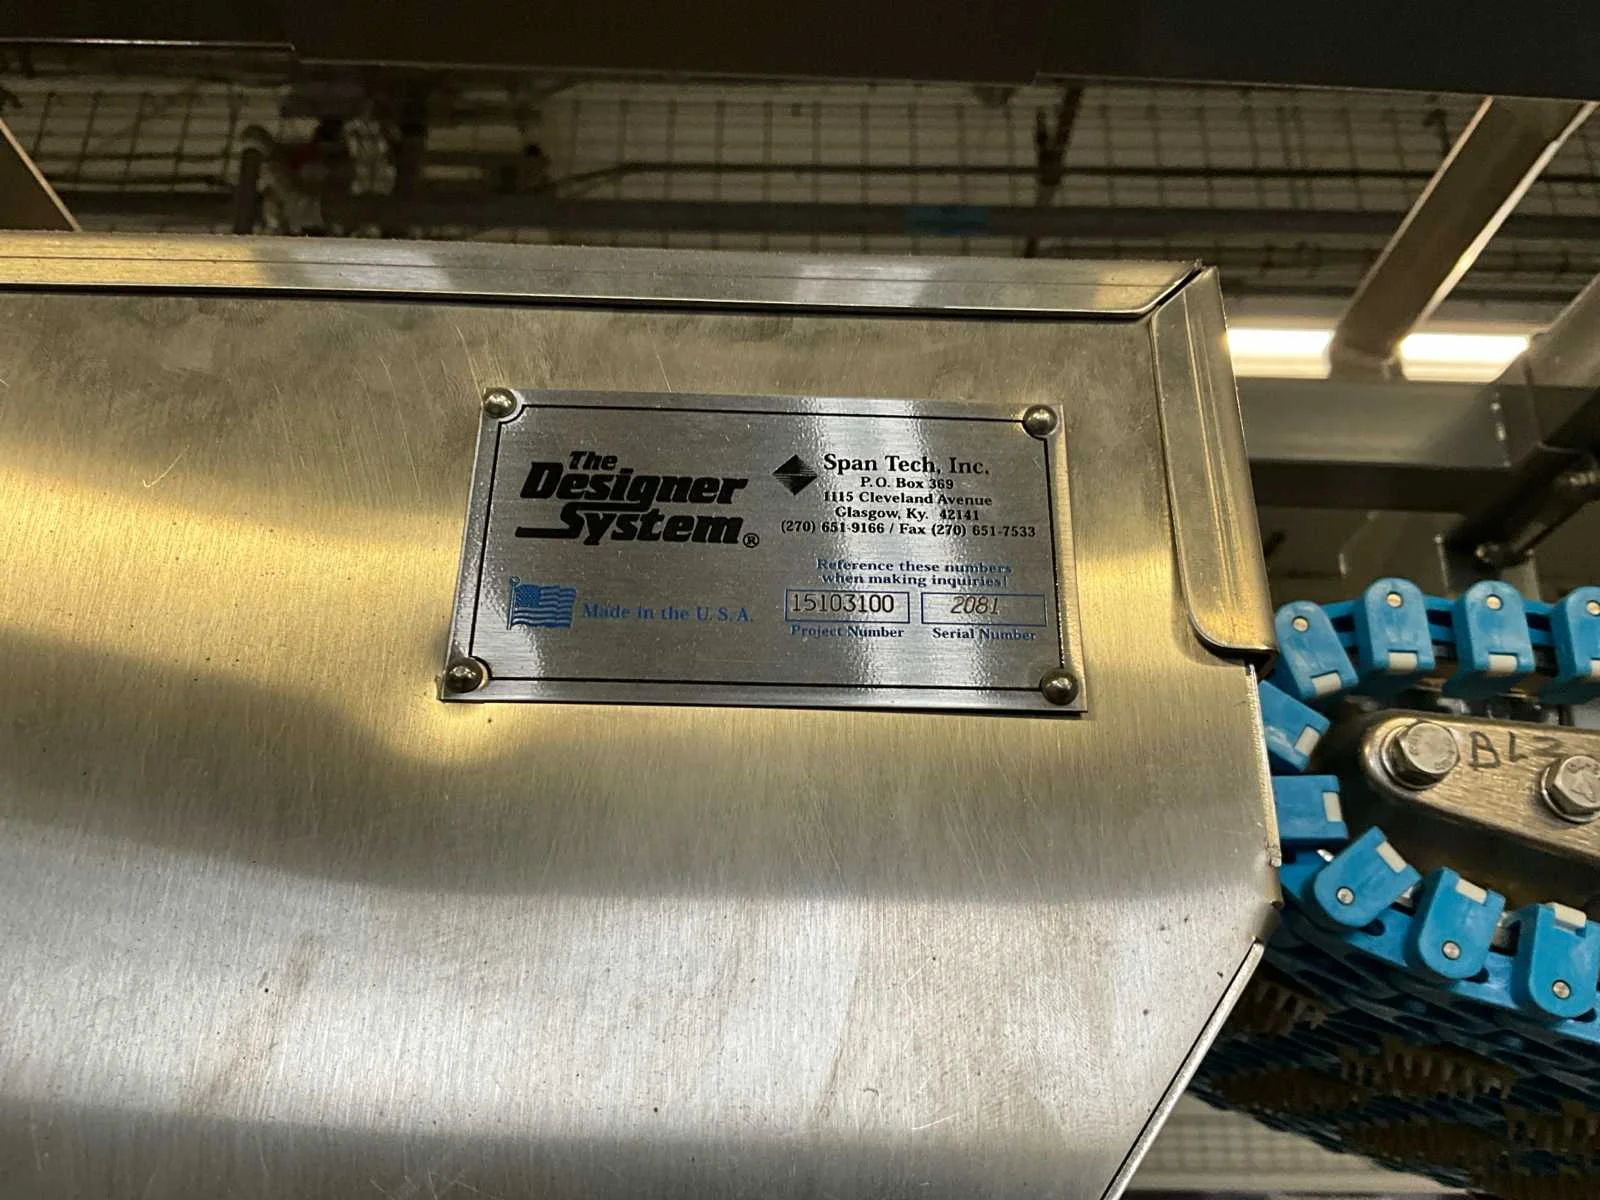 The
Designer
System®
Span Tech, Inc.
P.O. Box 369
1115 Cleveland Avenue
Glasgow, Ky. 42141
(270) 651-9166 / Fax (270) 651-7533
Reference these numbers
when making inquiries!
15103100 2081
Project Number Serial Number
Made in the U.S.A.